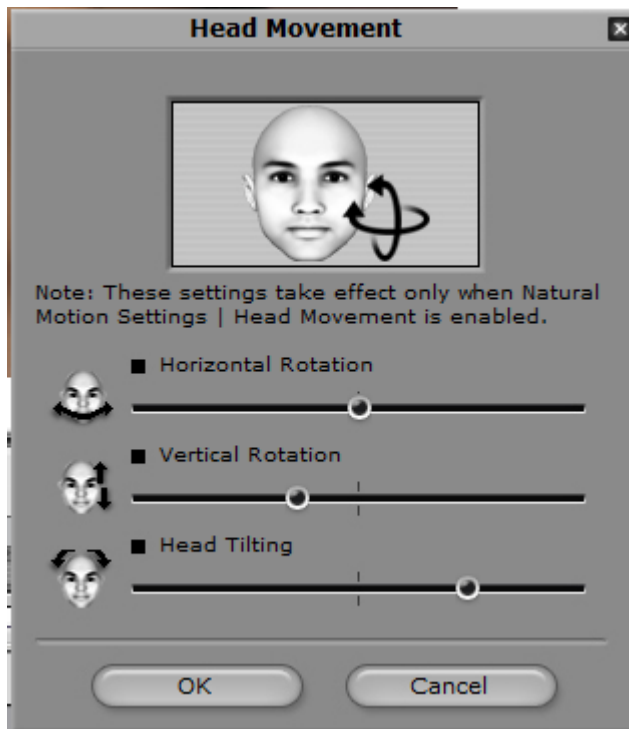 Head Movement
Note: These settings take effect only when Natural
Motion Settings | Head Movement is enabled.
Horizontal Rotation
Vertical Rotation
Head Tilting
OK Cancel